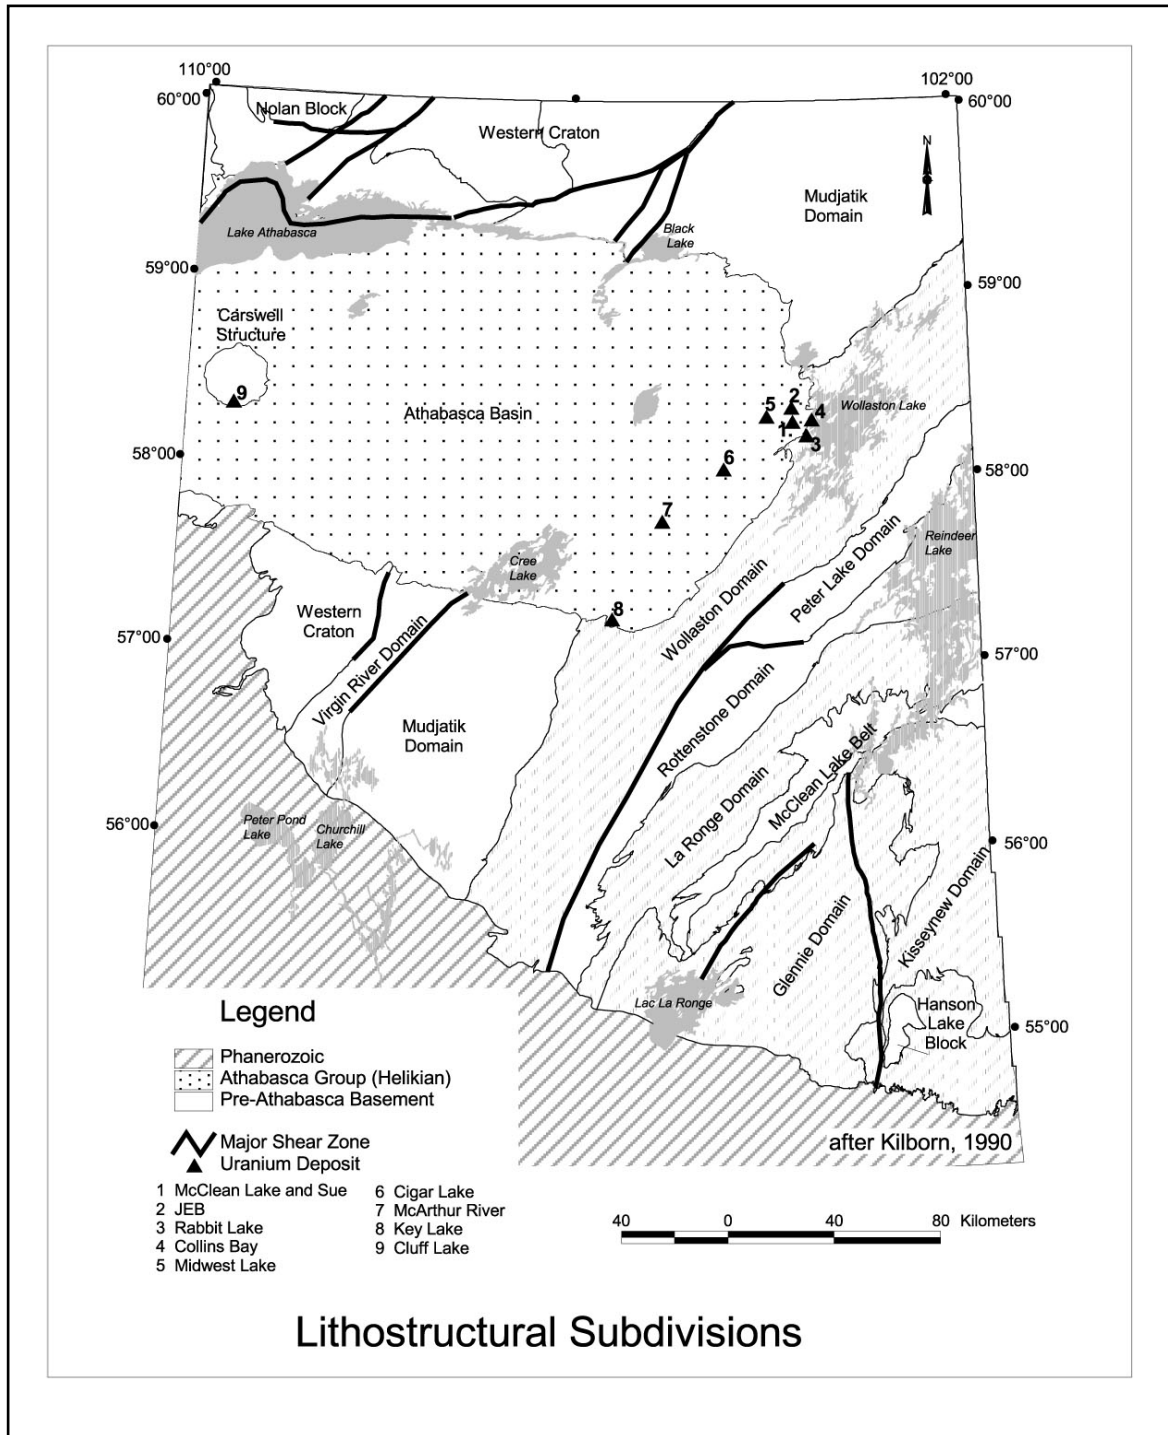 110°00
102°00
60°00
60°00
Nolan Block
Western Craton
N
Mudjatik
Domain
Lake Athabasca
Black
Lake
59°00
59°00
Carswell
Structure
9
Athabasca Basin
2
5
4
1
3
Wollaston Lake
6
58°00
58°00
7
Reindeer
Lake
Cree
Lake
Peter Lake Domain
Wollaston Domain
8
Western
Craton
57°00
57°00
Virgin River Domain
Rottenstone Domain
Mudjatik
Domain
McClean Lake Belt
La Ronge Domain
56°00
56°00
Peter Pond
Lake
Churchill
Lake
Kisseynew Domain
Glennie Domain
Lac La Ronge
Hanson
Lake
Block
55°00
Legend
Phanerozoic
Athabasca Group (Helikian)
Pre-Athabasca Basement
Major Shear Zone
Uranium Deposit
after Kilborn, 1990
1 McClean Lake and Sue
2 JEB
3 Rabbit Lake
4 Collins Bay
5 Midwest Lake
6 Cigar Lake
7 McArthur River
8 Key Lake
9 Cluff Lake
40 0 40 80 Kilometers
Lithostructural Subdivisions